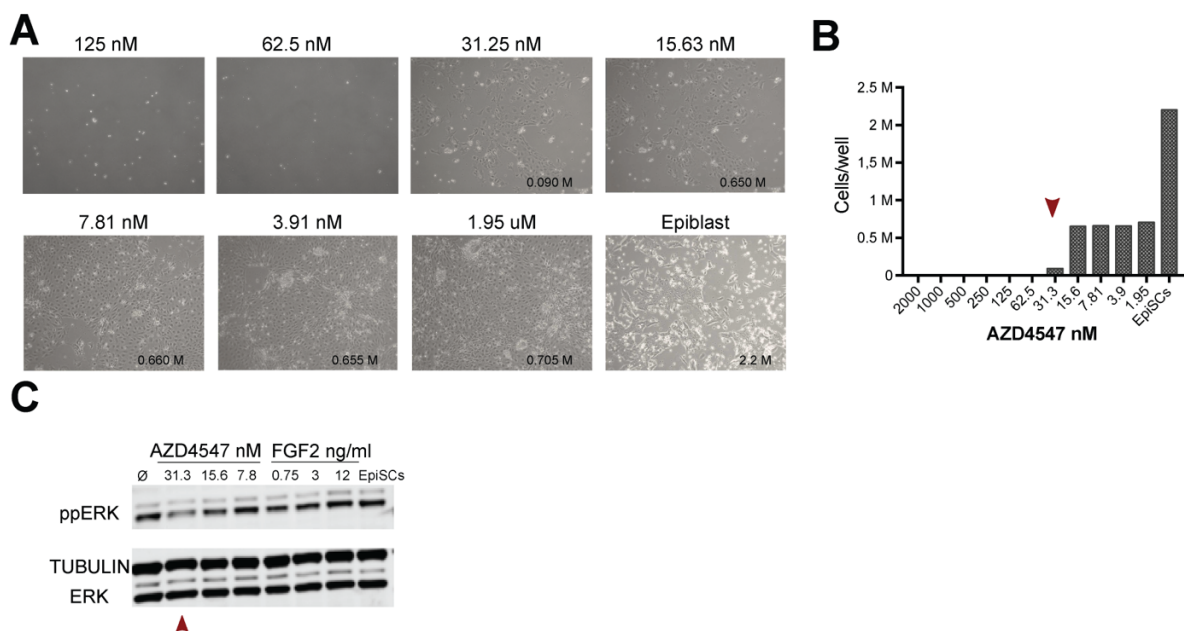 A
125 nM 62.5 nM 31.25 nM 15.63 nM
0.090 M 0.650 M
7.81 nM 3.91 nM 1.95 uM Epiblast
0.660 M 0.655 M 0.705 M 2.2 M
B
2.5 M
2 M
1,5 M
1 M
0.5 M
0
Cells/well
2000 1000 500 250 125 62.5 31.3 15.6 7.81 3.9 1.95 EpiSCs
AZD4547 nM
C
AZD4547 nM FGF2 ng/ml
Ø 31.3 15.6 7.8 0.75 3 12 EpiSCs
ppERK
TUBULIN
ERK